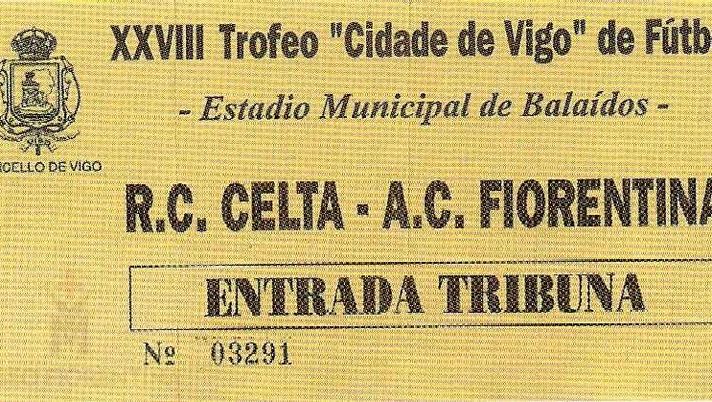 XXVIII Trofeo "Cidade de Vigo" de Fútb
- Estadio Municipal de Balaídos -
NCELLO DE VIGO
R.C. CELTA - A.C. FIORENTINA
ENTRADA TRIBUNA
Nº 03291